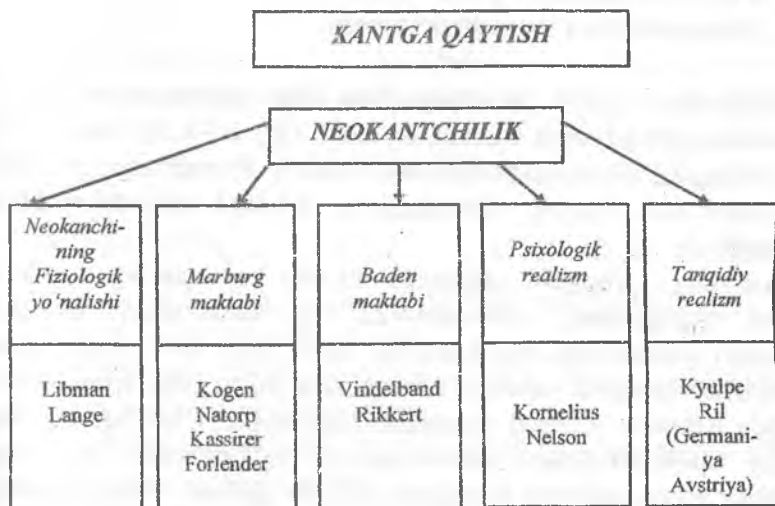 KANTGA QAYTISH
NEOKANTCHILIK
Neokanchi-
ning
Fiziologik
yo‘nalishi
Marburg
maktabi
Baden
maktabi
Psixologik
realizm
Tanqidiy
realizm
Libman
Lange
Kogen
Natorp
Kassirer
Forlender
Vindelband
Rikkert
Kornelius
Nelson
Kyulpe
Ril
(Germani-
ya
Avstriya)